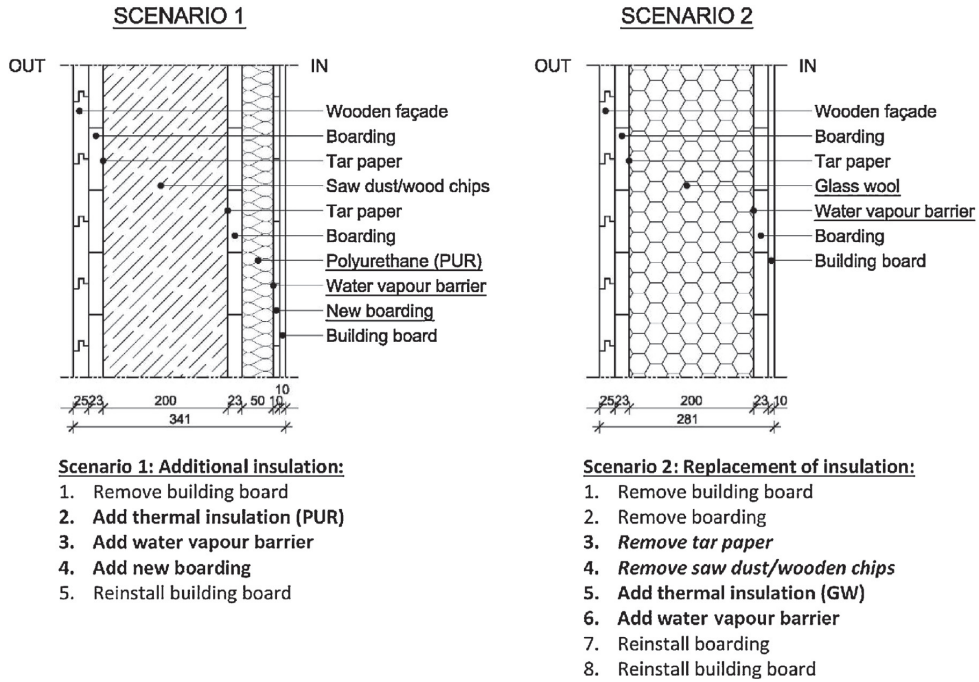 SCENARIO 1
OUT
IN
Wooden façade
Boarding
Tar paper
Saw dust/wood chips
Tar paper
Boarding
Polyurethane (PUR)
Water vapour barrier
New boarding
Building board
25 23 200 23 50 10 10
341
Scenario 1: Additional insulation:
1. Remove building board
2. Add thermal insulation (PUR)
3. Add water vapour barrier
4. Add new boarding
5. Reinstall building board
SCENARIO 2
OUT
IN
Wooden façade
Boarding
Tar paper
Glass wool
Water vapour barrier
Boarding
Building board
25 23 200 23 10
281
Scenario 2: Replacement of insulation:
1. Remove building board
2. Remove boarding
3. Remove tar paper
4. Remove saw dust/wooden chips
5. Add thermal insulation (GW)
6. Add water vapour barrier
7. Reinstall boarding
8. Reinstall building board